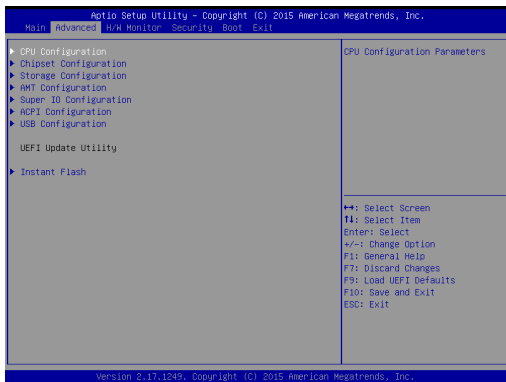 Aptio Setup Utility – Copyright (C) 2015 American Megatrends, Inc.
Main Advanced H/W Monitor Security Boot Exit
CPU Configuration
Chipset Configuration
Storage Configuration
AMT Configuration
Super IO Configuration
ACPI Configuration
USB Configuration
UEFI Update Utility
Instant Flash
CPU Configuration Parameters
↔: Select Screen
↑↓: Select Item
Enter: Select
+/-: Change Option
F1: General Help
F7: Discard Changes
F9: Load UEFI Defaults
F10: Save and Exit
ESC: Exit
Version 2.17.1249. Copyright (C) 2015 American Megatrends, Inc.